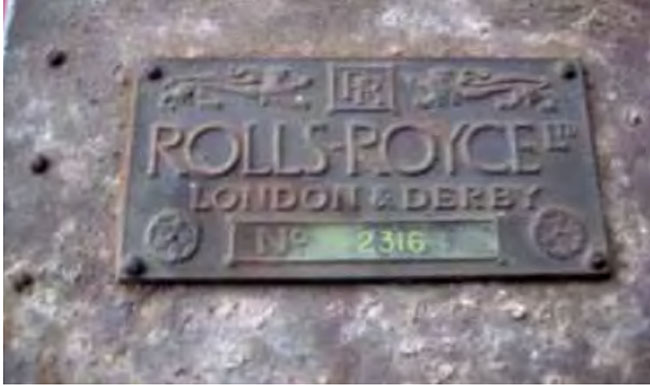 RR
ROLLS-ROYCE LTD
LONDON & DERBY
No 2316